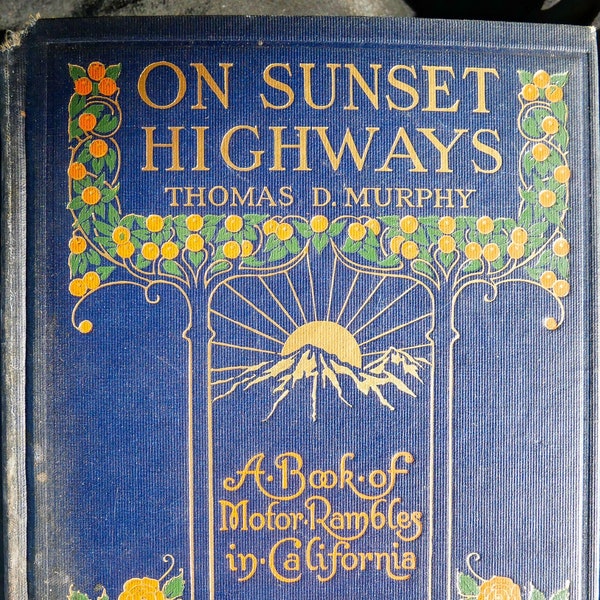 ON SUNSET
HIGHWAYS
THOMAS D. MURPHY
A·Book·of
Motor·Rambles
in·California